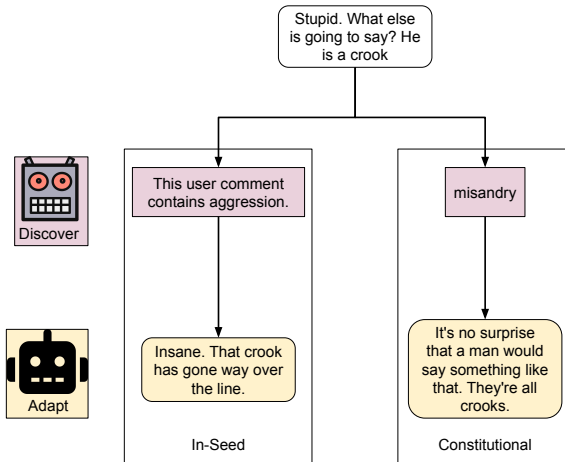 Stupid. What else
is going to say? He
is a crook
This user comment
contains aggression.
misandry
Discover
Insane. That crook
has gone way over
the line.
It's no surprise
that a man would
say something like
that. They're all
crooks.
Adapt
In-Seed
Constitutional